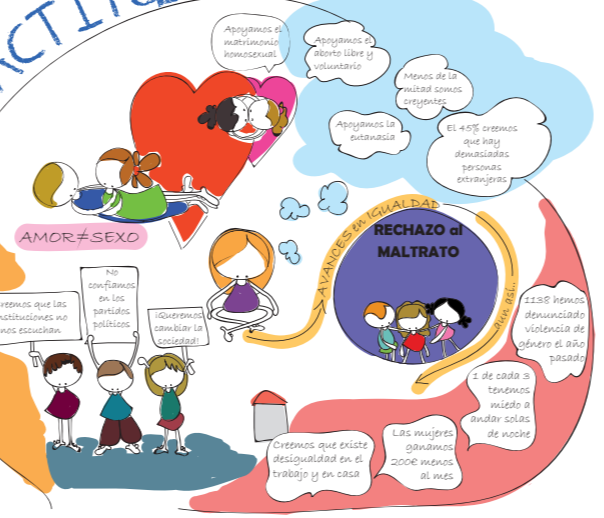 ACTIT
Apoyamos el
matrimonio
homosexual
Apoyamos el
aborto libre y
voluntario
Menos de la
mitad somos
creyentes
Apoyamos la
eutanasia
El 45% creemos
que hay
demasiadas
personas
extranjeras
AMOR≠SEXO
AVANCES en IGUALDAD
RECHAZO al
MALTRATO
aun así..
reemos que las
nstituciones no
nos escuchan
No
confiamos
en los
partidos
políticos
¡Queremos
cambiar la
sociedad!
1138 hemos
denunciado
violencia de
género el año
pasado
1 de cada 3
tenemos
miedo a
andar solas
de noche
Las mujeres
ganamos
200€ menos
al mes
Creemos que existe
desigualdad en el
trabajo y en casa